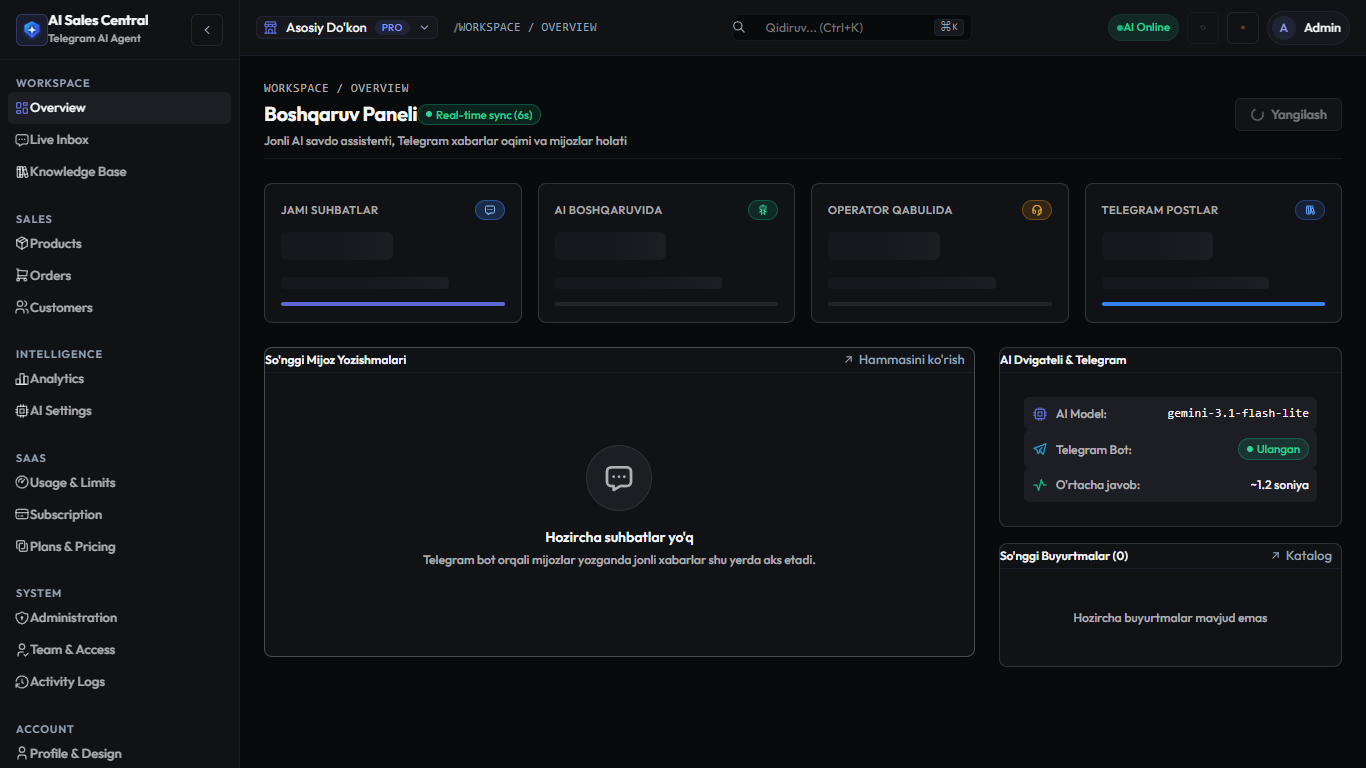 AI Sales Central
Telegram AI Agent
WORKSPACE
Overview
Live Inbox
Knowledge Base
SALES
Products
Orders
Customers
INTELLIGENCE
Analytics
AI Settings
SAAS
Usage & Limits
Subscription
Plans & Pricing
SYSTEM
Administration
Team & Access
Activity Logs
ACCOUNT
Profile & Design
Asosiy Do'kon PRO
/WORKSPACE / OVERVIEW
Qidiruv... (Ctrl+K) ⌘K
AI Online
A Admin
WORKSPACE / OVERVIEW
Boshqaruv Paneli Real-time sync (6s)
Yangilash
Jonli AI savdo assistenti, Telegram xabarlar oqimi va mijozlar holati
JAMI SUHBATLAR
AI BOSHQARUVIDA
OPERATOR QABULIDA
TELEGRAM POSTLAR
So'nggi Mijoz Yozishmalari
Hammasini ko'rish
Hozircha suhbatlar yo'q
Telegram bot orqali mijozlar yozganda jonli xabarlar shu yerda aks etadi.
AI Dvigateli & Telegram
AI Model: gemini-3.1-flash-lite
Telegram Bot: Ulangan
O'rtacha javob: ~1.2 soniya
So'nggi Buyurtmalar (0) Katalog
Hozircha buyurtmalar mavjud emas